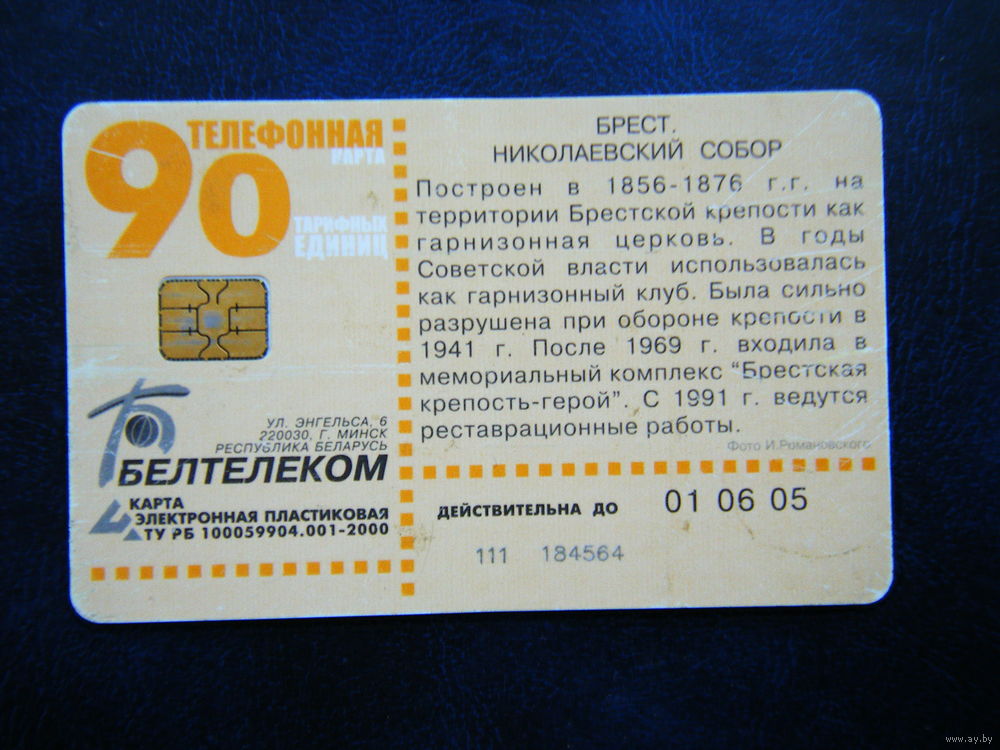 90
ТЕЛЕФОННАЯ
КАРТА
ТАРИФНЫХ
ЕДИНИЦ
БЕЛТЕЛЕКОМ
УЛ. ЭНГЕЛЬСА, 6
220030, Г. МИНСК
РЕСПУБЛИКА БЕЛАРУСЬ
КАРТА
ЭЛЕКТРОННАЯ ПЛАСТИКОВАЯ
ТУ РБ 100059904.001-2000
БРЕСТ.
НИКОЛАЕВСКИЙ СОБОР
Построен в 1856-1876 г.г. на
территории Брестской крепости как
гарнизонная церковь. В годы
Советской власти использовалась
как гарнизонный клуб. Была сильно
разрушена при обороне крепости в
1941 г. После 1969 г. входила в
мемориальный комплекс “Брестская
крепость-герой”. С 1991 г. ведутся
реставрационные работы.
Фото И.Романовского
ДЕЙСТВИТЕЛЬНА ДО 01 06 05
111 184564
www.ay.by